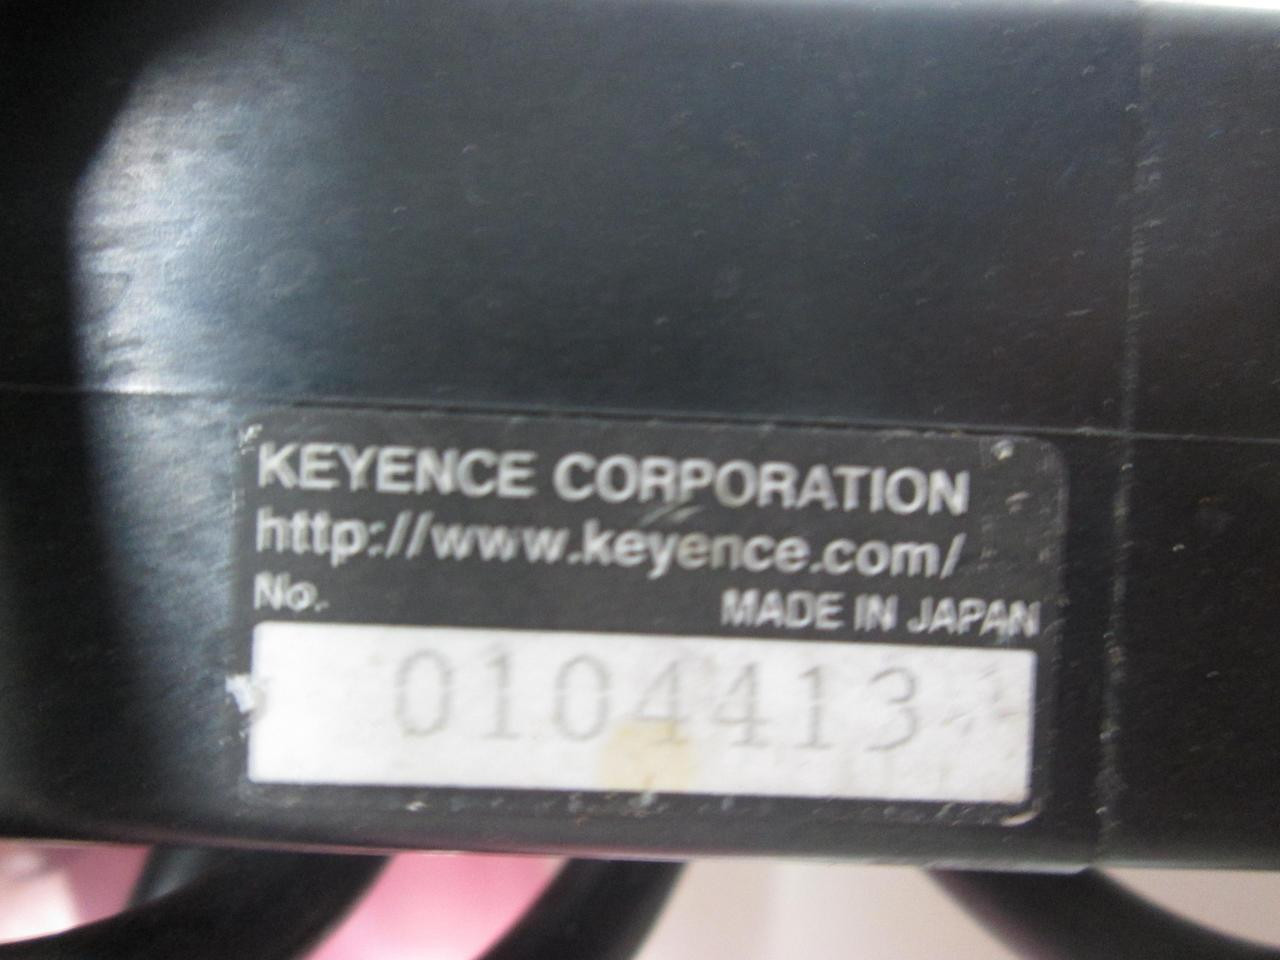 KEYENCE CORPORATION
http://www.keyence.com/
No. MADE IN JAPAN
0104413